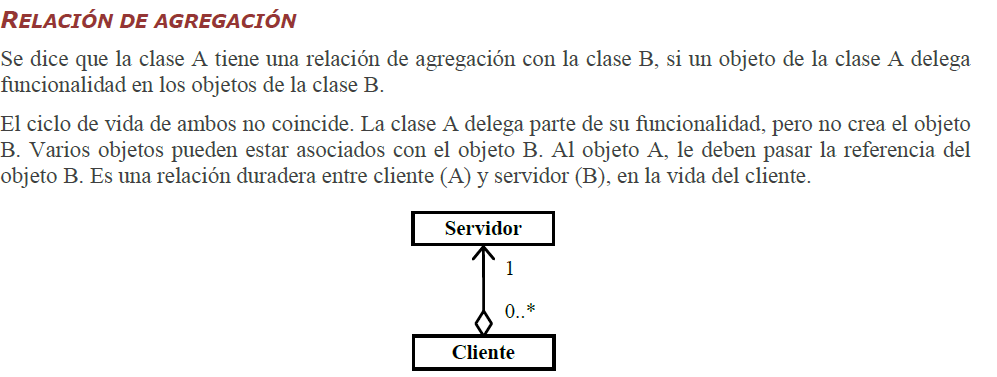 RELACIÓN DE AGREGACIÓN
Se dice que la clase A tiene una relación de agregación con la clase B, si un objeto de la clase A delega
funcionalidad en los objetos de la clase B.
El ciclo de vida de ambos no coincide. La clase A delega parte de su funcionalidad, pero no crea el objeto
B. Varios objetos pueden estar asociados con el objeto B. Al objeto A, le deben pasar la referencia del
objeto B. Es una relación duradera entre cliente (A) y servidor (B), en la vida del cliente.
Servidor
1
0..*
Cliente